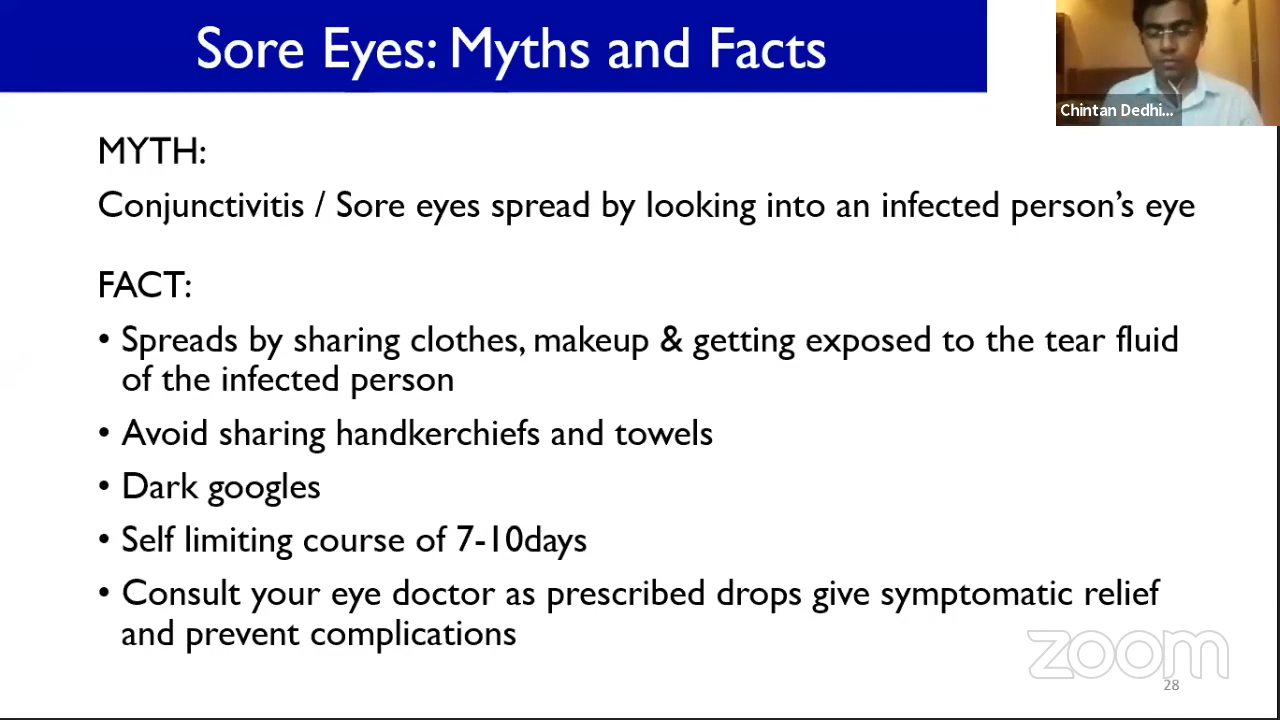 Sore Eyes: Myths and Facts
Chintan Dedhi...
MYTH:
Conjunctivitis / Sore eyes spread by looking into an infected person's eye
FACT:
• Spreads by sharing clothes, makeup & getting exposed to the tear fluid
of the infected person
• Avoid sharing handkerchiefs and towels
• Dark googles
• Self limiting course of 7-10days
• Consult your eye doctor as prescribed drops give symptomatic relief
and prevent complications
zoom
28